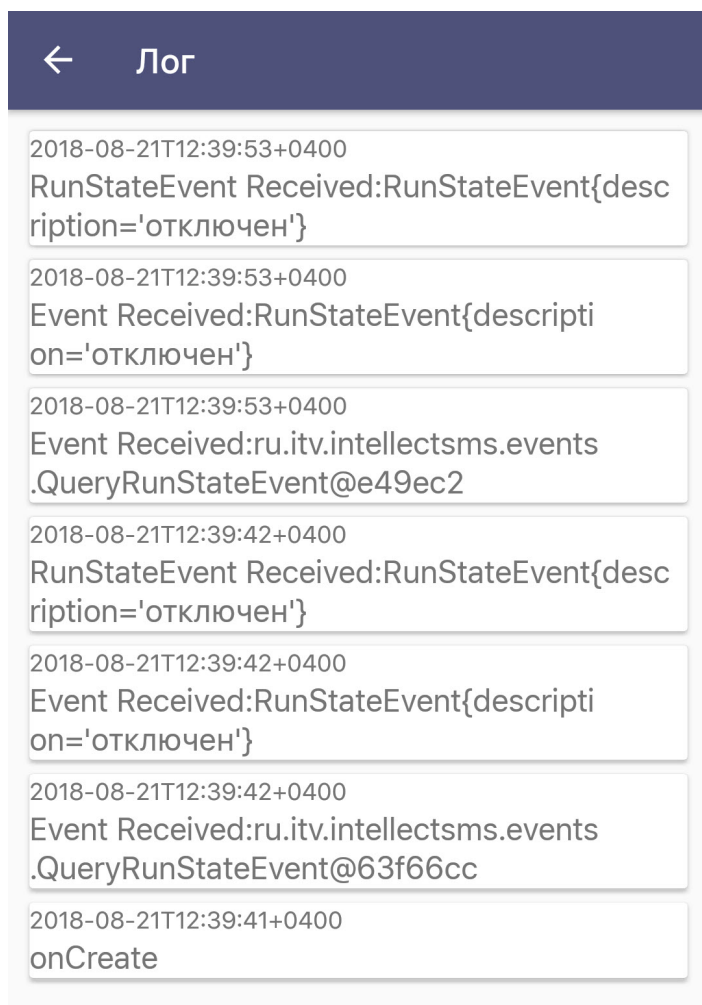 Лог
2018-08-21T12:39:53+0400
RunStateEvent Received:RunStateEvent{desc
ription='отключен'}
2018-08-21T12:39:53+0400
Event Received:RunStateEvent{descripti
on='отключен'}
2018-08-21T12:39:53+0400
Event Received:ru.itv.intellectsms.events
.QueryRunStateEvent@e49ec2
2018-08-21T12:39:42+0400
RunStateEvent Received:RunStateEvent{desc
ription='отключен'}
2018-08-21T12:39:42+0400
Event Received:RunStateEvent{descripti
on='отключен'}
2018-08-21T12:39:42+0400
Event Received:ru.itv.intellectsms.events
.QueryRunStateEvent@63f66cc
2018-08-21T12:39:41+0400
onCreate